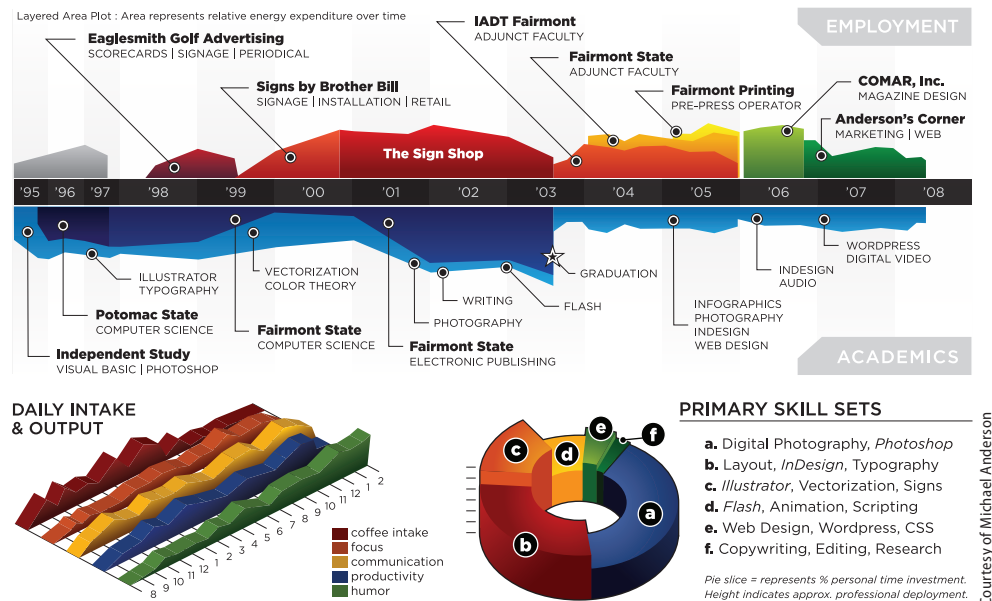 Layered Area Plot : Area represents relative energy expenditure over time
EMPLOYMENT
IADT Fairmont
ADJUNCT FACULTY
Eaglesmith Golf Advertising
SCORECARDS | SIGNAGE | PERIODICAL
Fairmont State
ADJUNCT FACULTY
Signs by Brother Bill
SIGNAGE | INSTALLATION | RETAIL
Fairmont Printing
PRE-PRESS OPERATOR
COMAR, Inc.
MAGAZINE DESIGN
Anderson's Corner
MARKETING | WEB
The Sign Shop
'95 '96 '97 '98 '99 '00 '01 '02 '03 '04 '05 '06 '07 '08
ILLUSTRATOR
TYPOGRAPHY
VECTORIZATION
COLOR THEORY
GRADUATION
WORDPRESS
DIGITAL VIDEO
INDESIGN
AUDIO
WRITING
FLASH
PHOTOGRAPHY
INFOGRAPHICS
PHOTOGRAPHY
INDESIGN
WEB DESIGN
Potomac State
COMPUTER SCIENCE
Fairmont State
COMPUTER SCIENCE
Independent Study
VISUAL BASIC | PHOTOSHOP
Fairmont State
ELECTRONIC PUBLISHING
ACADEMICS
DAILY INTAKE
& OUTPUT
8 9 10 11 12 1 2 3 4 5 6 7 8 9 10 11 12 1 2
coffee intake
focus
communication
productivity
humor
a
b
c
d
e
f
PRIMARY SKILL SETS
a. Digital Photography, Photoshop
b. Layout, InDesign, Typography
c. Illustrator, Vectorization, Signs
d. Flash, Animation, Scripting
e. Web Design, Wordpress, CSS
f. Copywriting, Editing, Research
Pie slice = represents % personal time investment.
Height indicates approx. professional deployment.
Courtesy of Michael Anderson